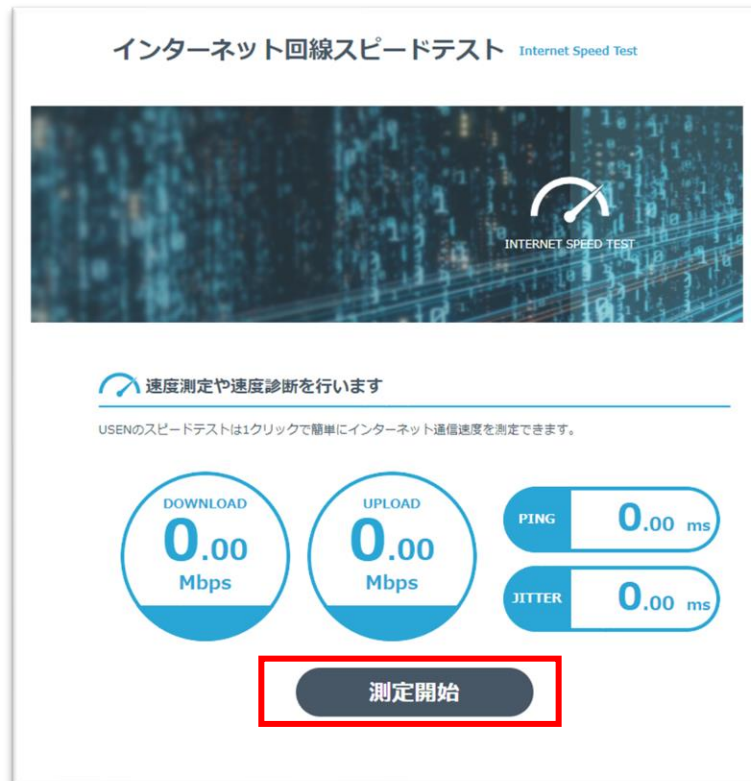 インターネット回線スピードテスト Internet Speed Test
INTERNET SPEED TEST
速度測定や速度診断を行います
USENのスピードテストは1クリックで簡単にインターネット通信速度を測定できます。
DOWNLOAD
0.00
Mbps
UPLOAD
0.00
Mbps
PING 0.00 ms
JITTER 0.00 ms
測定開始